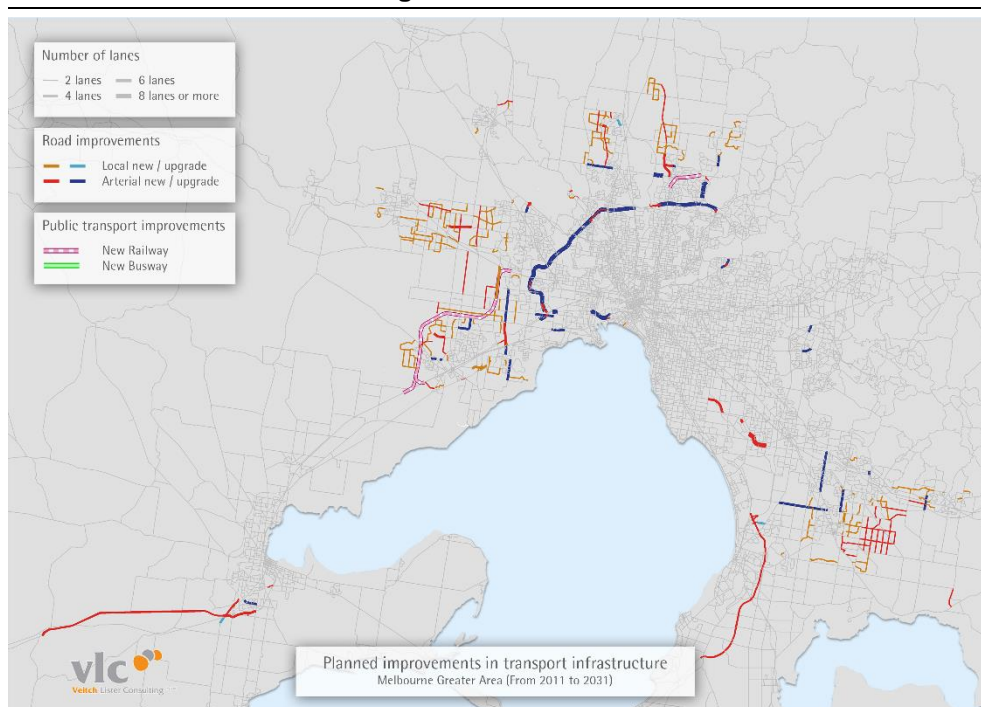 Number of lanes
2 lanes 6 lanes
4 lanes 8 lanes or more
Road improvements
Local new / upgrade
Arterial new / upgrade
Public transport improvements
New Railway
New Busway
Planned improvements in transport infrastructure
Melbourne Greater Area (From 2011 to 2031)
vlc
Veitch Lister Consulting